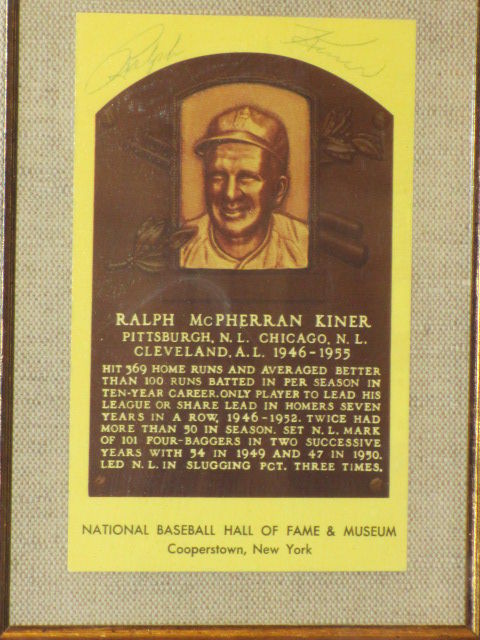 Ralph Kiner
RALPH McPHERRAN KINER
PITTSBURGH, N.L. CHICAGO, N.L.
CLEVELAND, A.L. 1946-1955
HIT 369 HOME RUNS AND AVERAGED BETTER
THAN 100 RUNS BATTED IN PER SEASON IN
TEN-YEAR CAREER. ONLY PLAYER TO LEAD HIS
LEAGUE OR SHARE LEAD IN HOMERS SEVEN
YEARS IN A ROW, 1946-1952. TWICE HAD
MORE THAN 50 IN SEASON. SET N.L. MARK
OF 101 FOUR-BAGGERS IN TWO SUCCESSIVE
YEARS WITH 54 IN 1949 AND 47 IN 1950.
LED N.L. IN SLUGGING PCT. THREE TIMES.
NATIONAL BASEBALL HALL OF FAME & MUSEUM
Cooperstown, New York